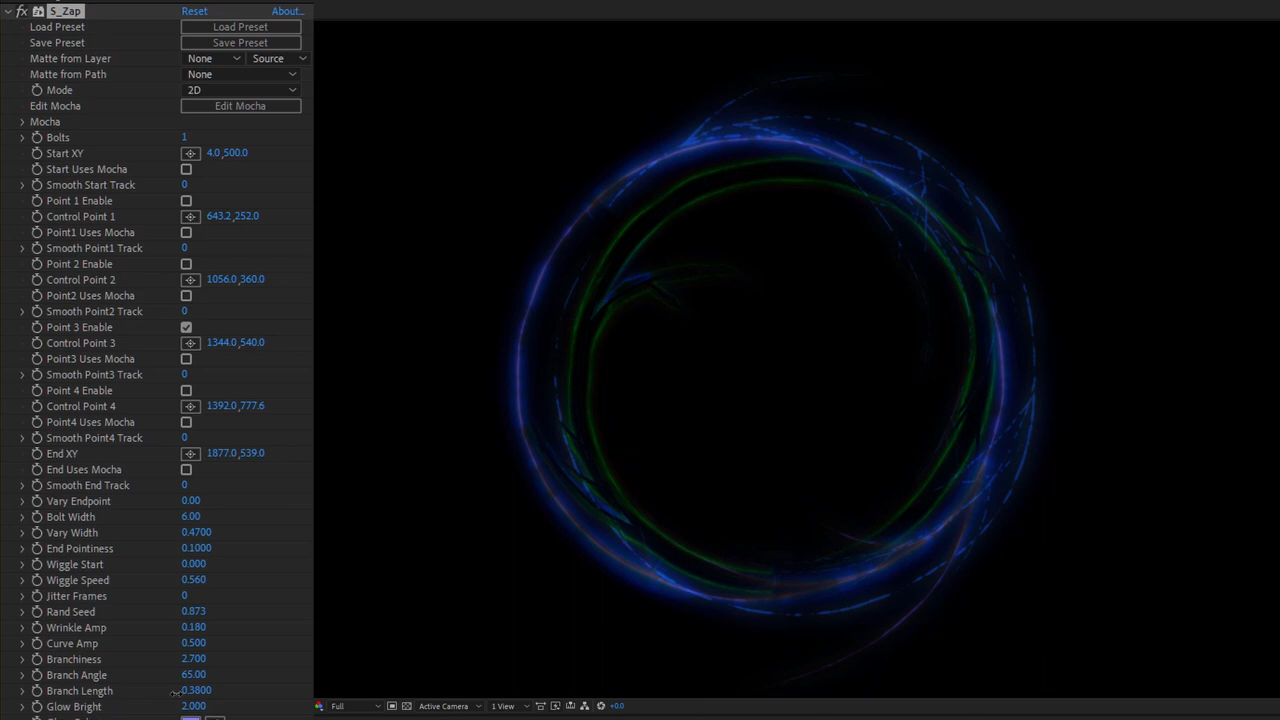 fx S_Zap Reset About...
Load Preset Load Preset
Save Preset Save Preset
Matte from Layer None Source
Matte from Path None
Mode 2D
Edit Mocha Edit Mocha
Mocha
Bolts 1
Start XY 4.0,500.0
Start Uses Mocha
Smooth Start Track 0
Point 1 Enable
Control Point 1 643.2,252.0
Point1 Uses Mocha
Smooth Point1 Track 0
Point 2 Enable
Control Point 2 1056.0,360.0
Point2 Uses Mocha
Smooth Point2 Track 0
Point 3 Enable
Control Point 3 1344.0,540.0
Point3 Uses Mocha
Smooth Point3 Track 0
Point 4 Enable
Control Point 4 1392.0,777.6
Point4 Uses Mocha
Smooth Point4 Track 0
End XY 1877.0,539.0
End Uses Mocha
Smooth End Track 0
Vary Endpoint 0.00
Bolt Width 6.00
Vary Width 0.4700
End Pointiness 0.1000
Wiggle Start 0.000
Wiggle Speed 0.560
Jitter Frames 0
Rand Seed 0.873
Wrinkle Amp 0.180
Curve Amp 0.500
Branchiness 2.700
Branch Angle 65.00
Branch Length 0.3800
Glow Bright 2.000
Full Active Camera 1 View +0.0